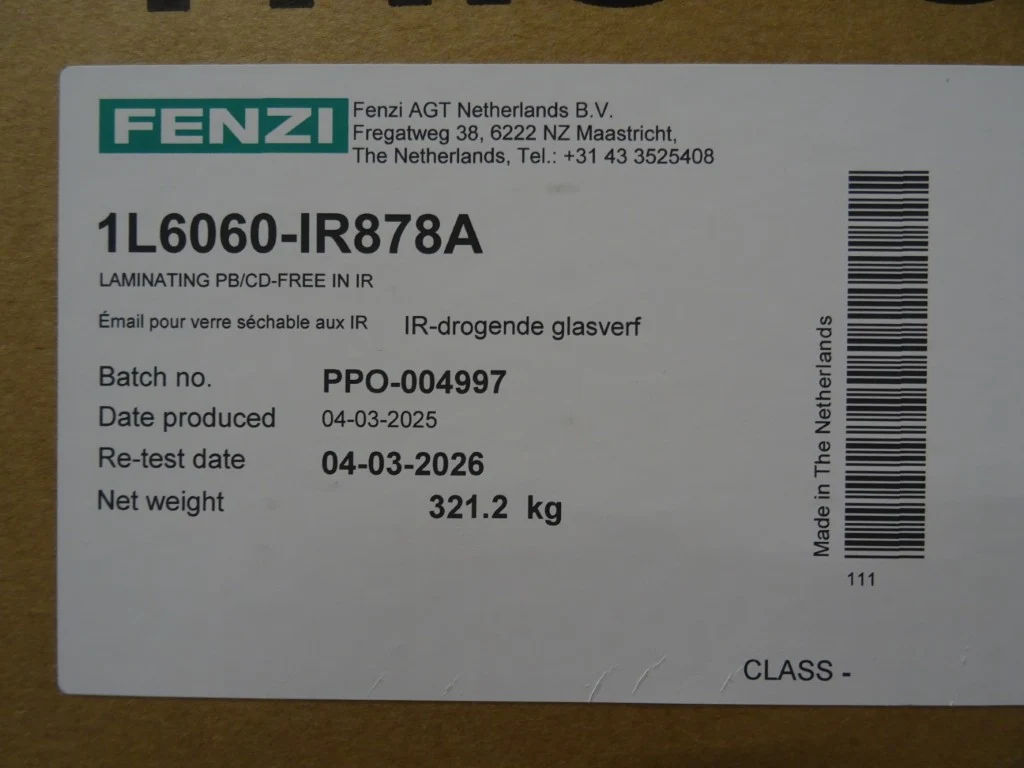 FENZI
Fenzi AGT Netherlands B.V.
Fregatweg 38, 6222 NZ Maastricht,
The Netherlands, Tel.: +31 43 3525408
1L6060-IR878A
LAMINATING PB/CD-FREE IN IR
Émail pour verre séchable aux IR IR-drogende glasverf
Batch no. PPO-004997
Date produced 04-03-2025
Re-test date 04-03-2026
Net weight 321.2 kg
Made in The Netherlands
111
CLASS -